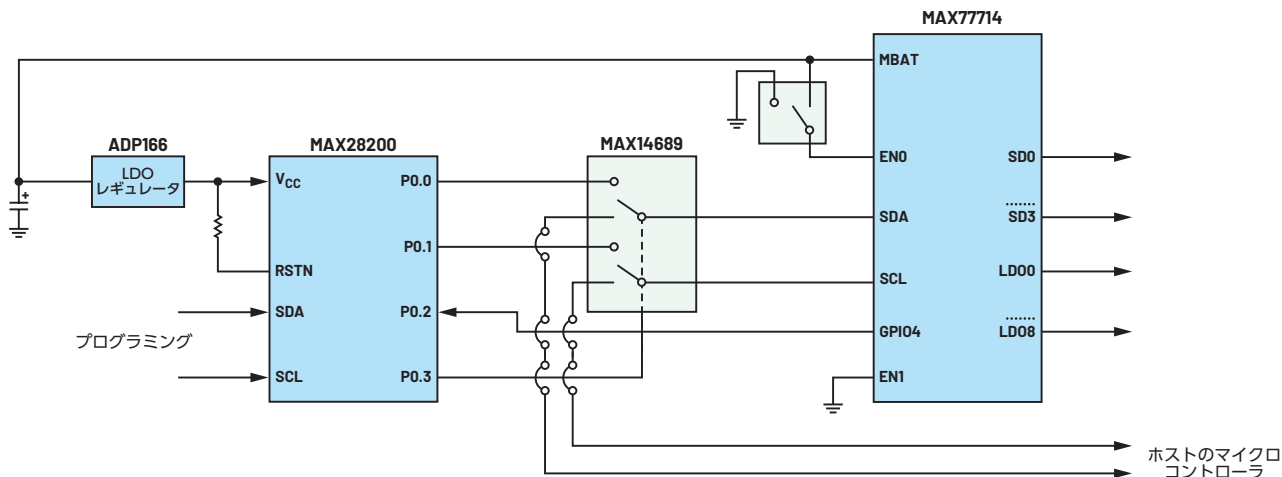 MAX77714
MBAT
ADP166
MAX28200
MAX14689
LDO
レギュレータ
VCC
P0.0
EN0
SD0
SDA
SD3
P0.1
RSTN
SCL
LDO0
SDA
P0.2
GPIO4
LDO8
プログラミング
SCL
P0.3
EN1
ホストのマイクロ
コントローラ